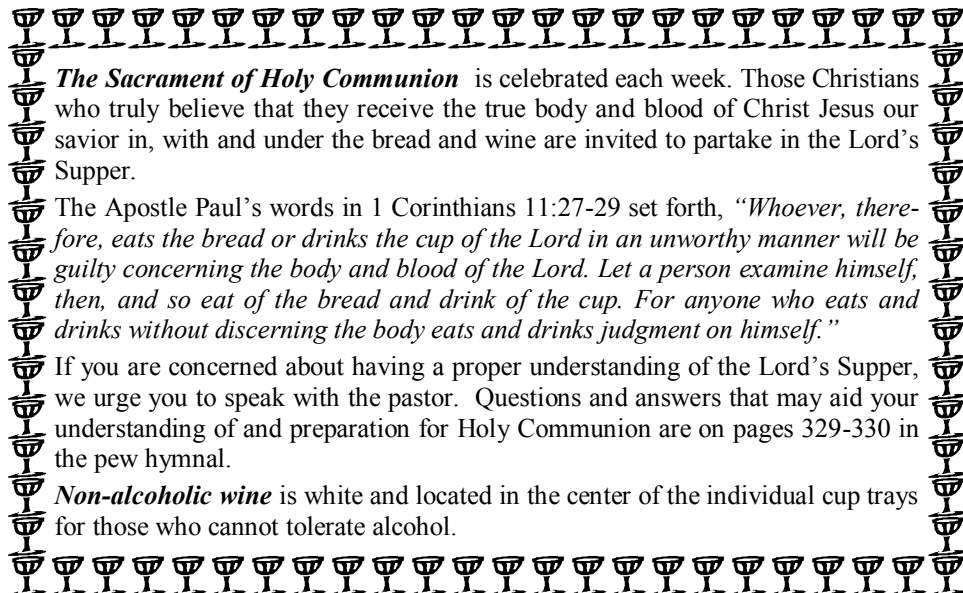 The Sacrament of Holy Communion is celebrated each week. Those Christians
who truly believe that they receive the true body and blood of Christ Jesus our
savior in, with and under the bread and wine are invited to partake in the Lord’s
Supper.
The Apostle Paul’s words in 1 Corinthians 11:27-29 set forth, “Whoever, there-
fore, eats the bread or drinks the cup of the Lord in an unworthy manner will be
guilty concerning the body and blood of the Lord. Let a person examine himself,
then, and so eat of the bread and drink of the cup. For anyone who eats and
drinks without discerning the body eats and drinks judgment on himself.”
If you are concerned about having a proper understanding of the Lord’s Supper,
we urge you to speak with the pastor.  Questions and answers that may aid your
understanding of and preparation for Holy Communion are on pages 329-330 in
the pew hymnal.
Non-alcoholic wine is white and located in the center of the individual cup trays
for those who cannot tolerate alcohol.